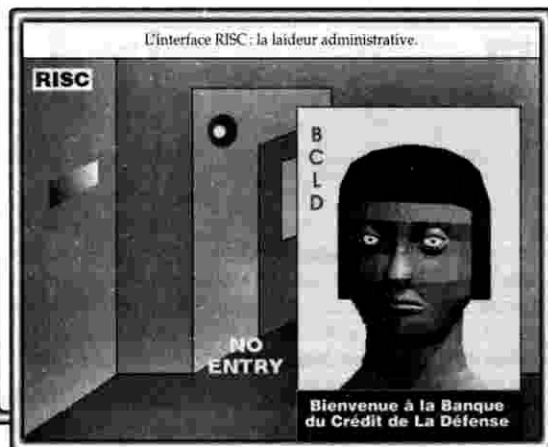 L'interface RISC : la laideur administrative.
RISC
B
C
L
D
NO
ENTRY
Bienvenue à la Banque
du Crédit de La Défense